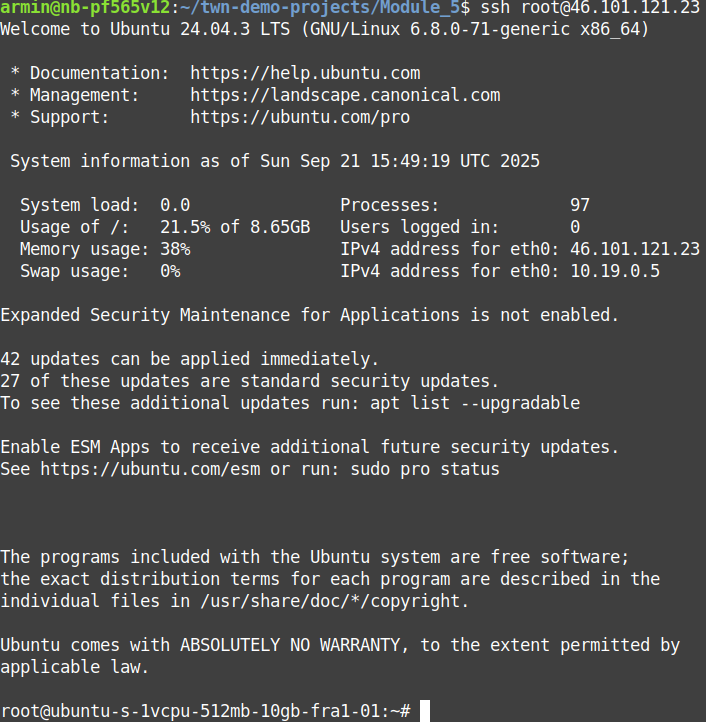 armin@nb-pf565v12:~/twn-demo-projects/Module_5$ ssh root@46.101.121.23
Welcome to Ubuntu 24.04.3 LTS (GNU/Linux 6.8.0-71-generic x86_64)
* Documentation:  https://help.ubuntu.com
* Management:     https://landscape.canonical.com
* Support:        https://ubuntu.com/pro
System information as of Sun Sep 21 15:49:19 UTC 2025
System load:  0.0               Processes:             97
Usage of /:   21.5% of 8.65GB   Users logged in:       0
Memory usage: 38%               IPv4 address for eth0: 46.101.121.23
Swap usage:   0%                IPv4 address for eth0: 10.19.0.5
Expanded Security Maintenance for Applications is not enabled.
42 updates can be applied immediately.
27 of these updates are standard security updates.
To see these additional updates run: apt list --upgradable
Enable ESM Apps to receive additional future security updates.
See https://ubuntu.com/esm or run: sudo pro status
The programs included with the Ubuntu system are free software;
the exact distribution terms for each program are described in the
individual files in /usr/share/doc/*/copyright.
Ubuntu comes with ABSOLUTELY NO WARRANTY, to the extent permitted by
applicable law.
root@ubuntu-s-1vcpu-512mb-10gb-fra1-01:~#